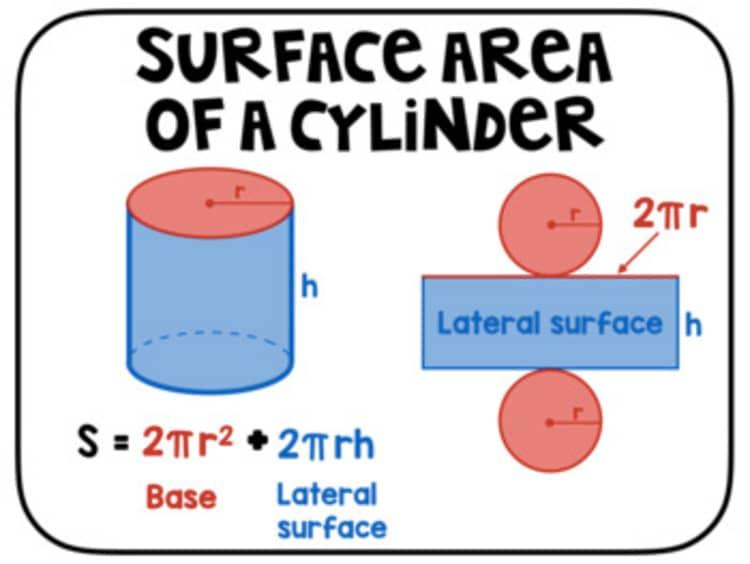 SURFACE AREA
OF A CYLINDER
r
h
r
2πr
Lateral surface h
r
S = 2πr² + 2πrh
Base
Lateral
surface